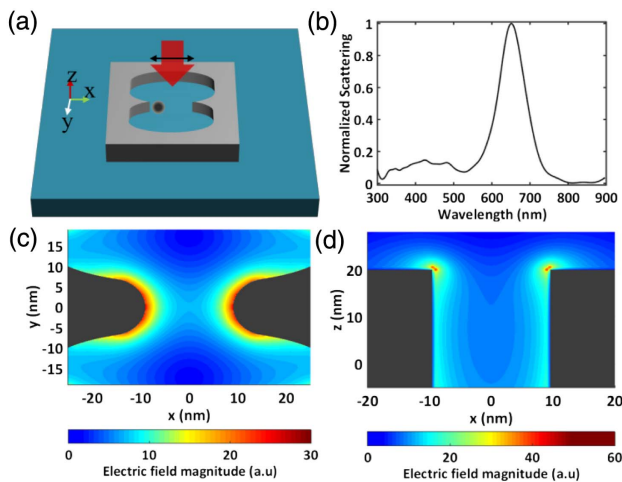 (a)
z
x
y
(b)
Normalized Scattering
1
0.8
0.6
0.4
0.2
0
300 400 500 600 700 800 900
Wavelength (nm)
(c)
y (nm)
15
10
5
0
-5
-10
-15
-20 -10 0 10 20
x (nm)
0 10 20 30
Electric field magnitude (a.u)
(d)
z (nm)
20
10
0
-20 -10 0 10 20
x (nm)
0 20 40 60
Electric field magnitude (a.u)